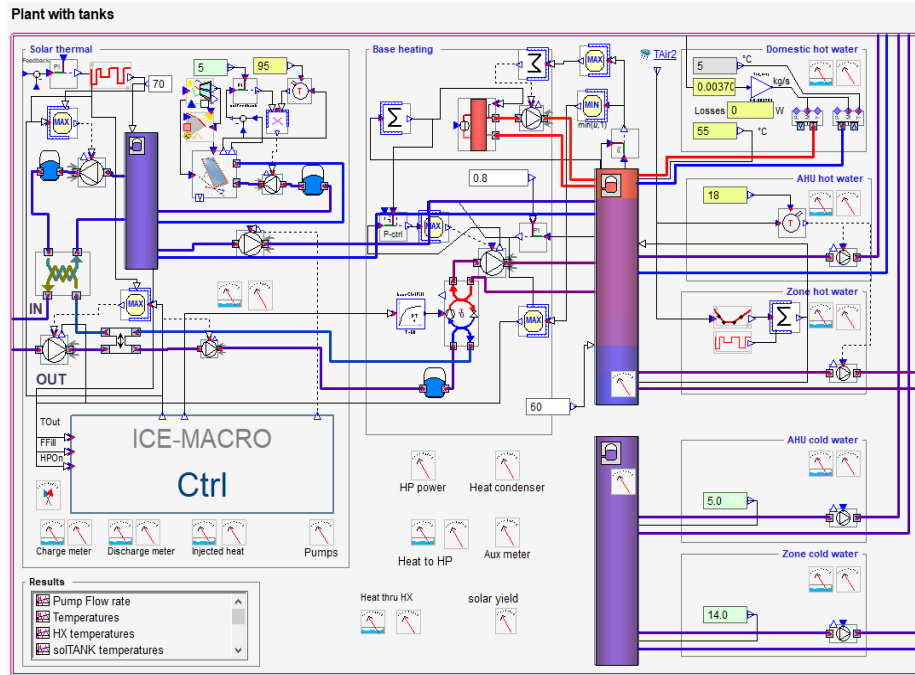 Plant with tanks
Solar thermal
Base heating
Domestic hot water
Feedback
PI
5
95
70
TAir2
5
°C
0.0037
kg/s
Losses
0
W
55
°C
MAX
T
Σ
MAX
MIN
min(u,1)
PI
Σ
0.8
P-ctrl
MAX
PI
AHU hot water
18
T
Zone hot water
Σ
IN
MAX
MAX
OUT
60
TOut
FFill
HPOn
ICE-MACRO
Ctrl
AHU cold water
5.0
HP power
Heat condenser
Charge meter
Discharge meter
Injected heat
Pumps
Heat to HP
Aux meter
Zone cold water
14.0
Results
Pump Flow rate
Temperatures
HX temperatures
solTANK temperatures
Heat thru HX
solar yield